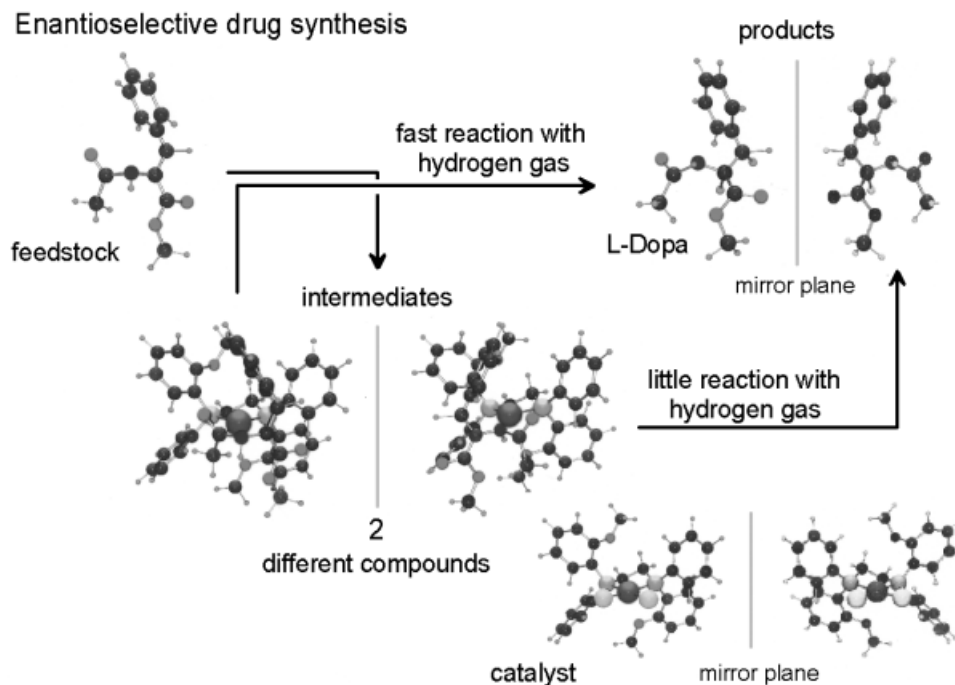 Enantioselective drug synthesis
products
fast reaction with
hydrogen gas
feedstock
L-Dopa
mirror plane
intermediates
little reaction with
hydrogen gas
2
different compounds
catalyst
mirror plane